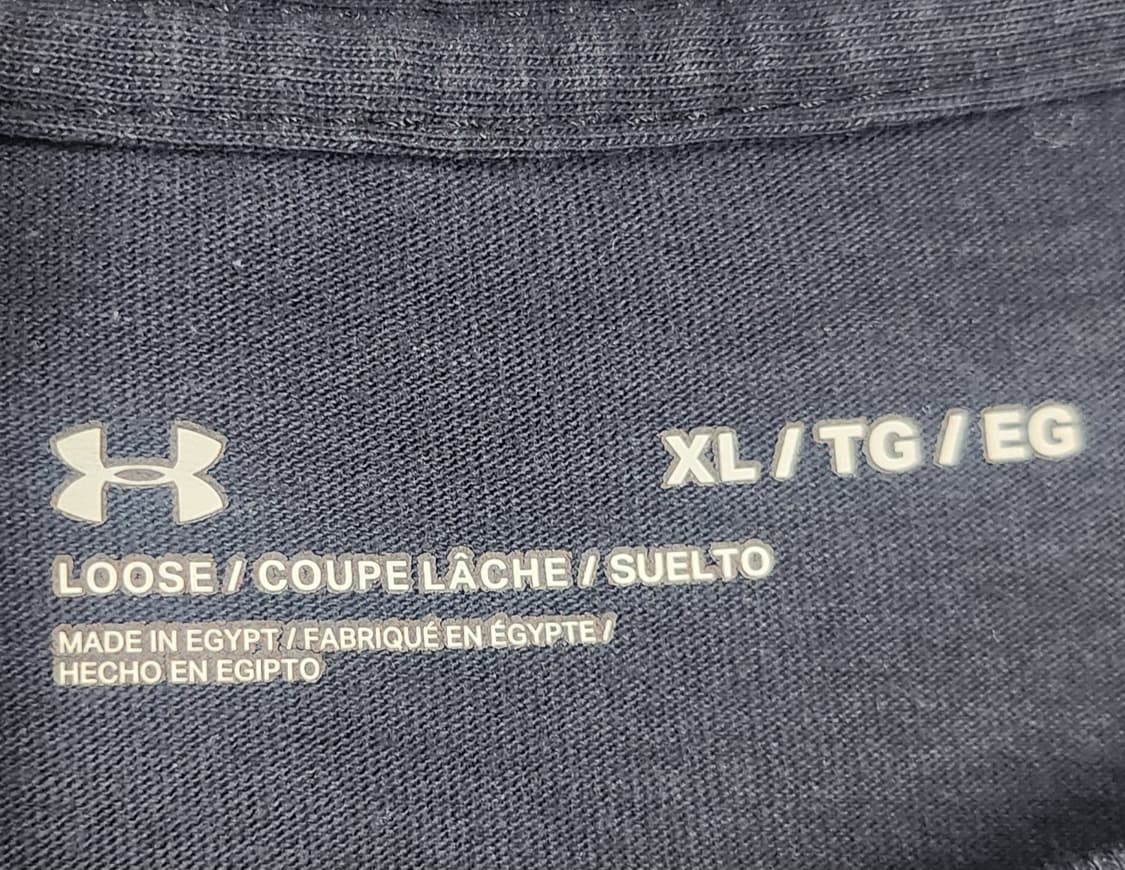 XL / TG / EG
LOOSE / COUPE LÂCHE / SUELTO
MADE IN EGYPT / FABRIQUÉ EN ÉGYPTE /
HECHO EN EGIPTO